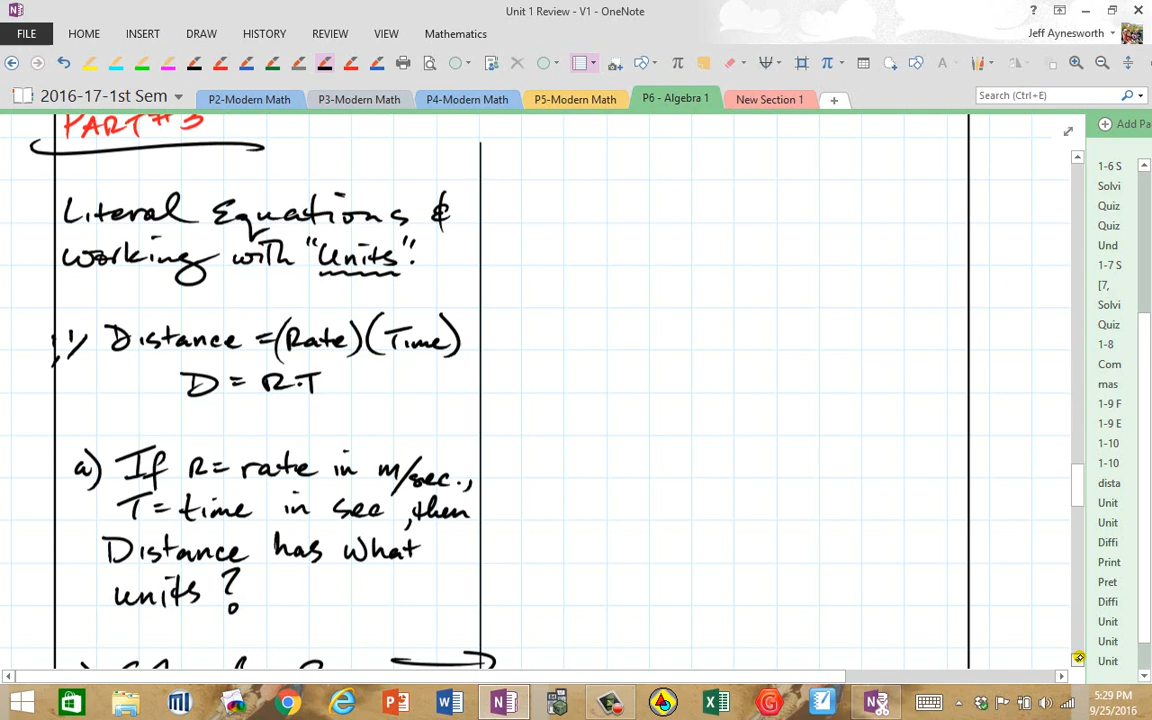 Unit 1 Review - V1 - OneNote
FILE HOME INSERT DRAW HISTORY REVIEW VIEW Mathematics
Jeff Aynesworth
2016-17-1st Sem
P2-Modern Math P3-Modern Math P4-Modern Math P5-Modern Math P6 - Algebra 1 New Section 1
Search (Ctrl+E)
PART # 3
Literal Equations &
working with "Units".
1) Distance = (Rate)(Time)
D = R.T
a) If R = rate in m/sec.,
T = time in sec, then
Distance has what
units ?
Add Pa
1-6 S
Solvi
Quiz
Quiz
Und
1-7 S
[7,
Solvi
Quiz
1-8
Com
mas
1-9 F
1-9 E
1-10
1-10
dista
Unit
Unit
Diffi
Print
Pret
Diffi
Unit
Unit
Unit
5:29 PM
9/25/2016